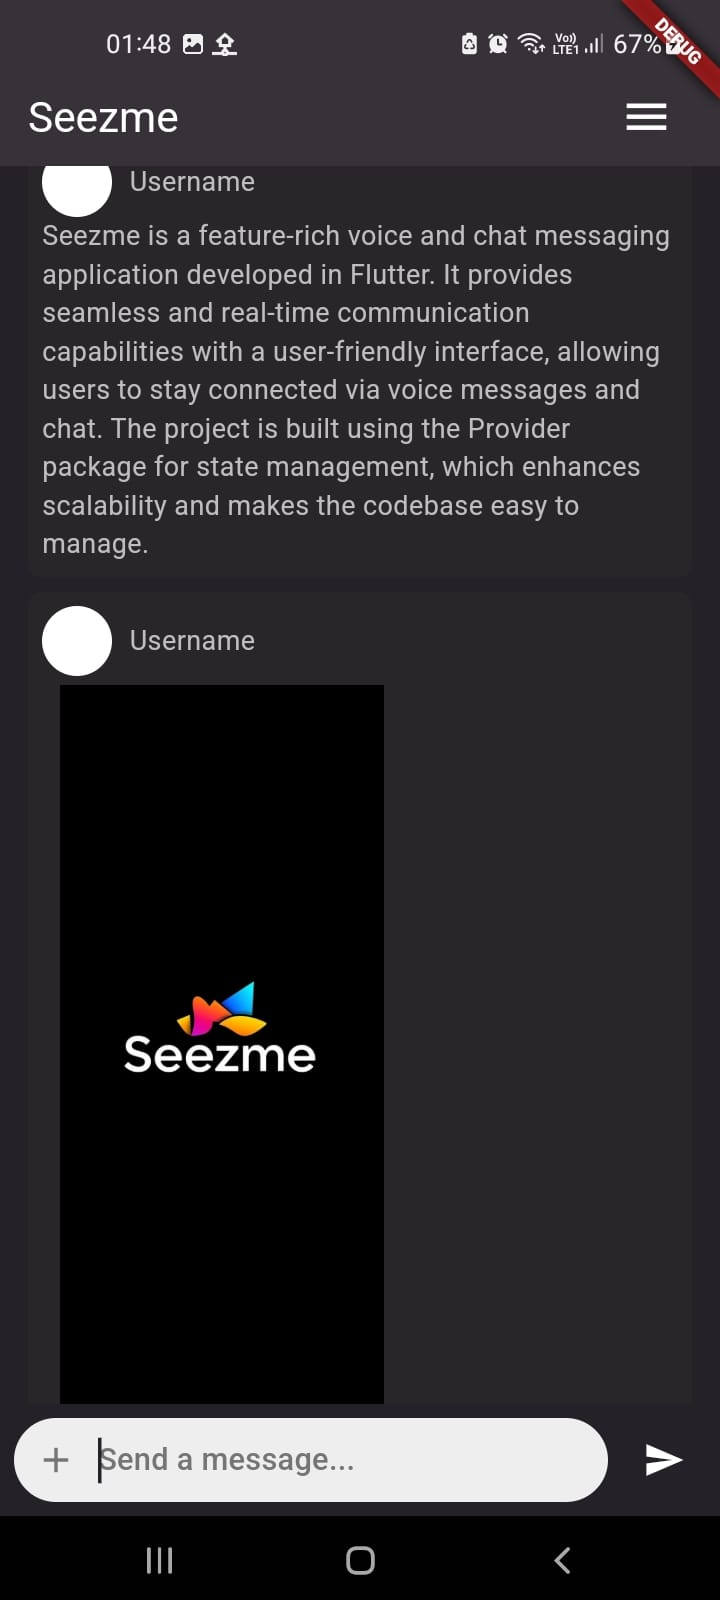 01:48
Vo)) LTE1 67%
DEBUG
Seezme
Username
Seezme is a feature-rich voice and chat messaging
application developed in Flutter. It provides
seamless and real-time communication
capabilities with a user-friendly interface, allowing
users to stay connected via voice messages and
chat. The project is built using the Provider
package for state management, which enhances
scalability and makes the codebase easy to
manage.
Username
Seezme
Send a message...